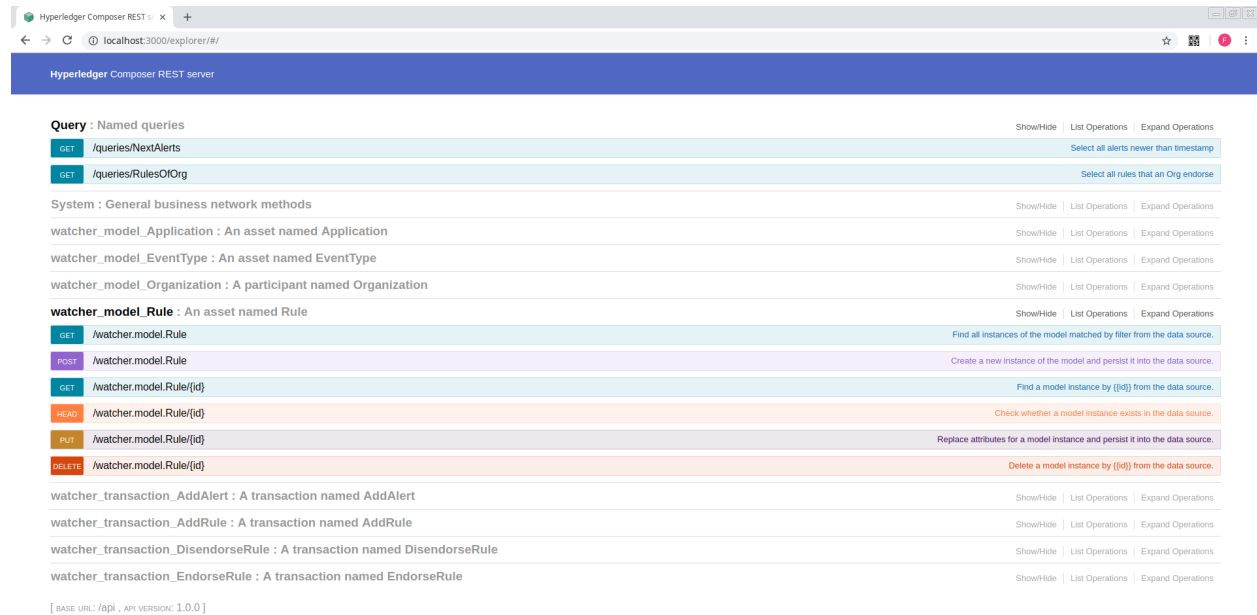 Hyperledger Composer REST s
localhost:3000/explorer/#/
F
Hyperledger Composer REST server
Query : Named queries Show/Hide List Operations Expand Operations
GET /queries/NextAlerts Select all alerts newer than timestamp
GET /queries/RulesOfOrg Select all rules that an Org endorse
System : General business network methods Show/Hide List Operations Expand Operations
watcher_model_Application : An asset named Application Show/Hide List Operations Expand Operations
watcher_model_EventType : An asset named EventType Show/Hide List Operations Expand Operations
watcher_model_Organization : A participant named Organization Show/Hide List Operations Expand Operations
watcher_model_Rule : An asset named Rule Show/Hide List Operations Expand Operations
GET /watcher.model.Rule Find all instances of the model matched by filter from the data source.
POST /watcher.model.Rule Create a new instance of the model and persist it into the data source.
GET /watcher.model.Rule/{id} Find a model instance by {{id}} from the data source.
HEAD /watcher.model.Rule/{id} Check whether a model instance exists in the data source.
PUT /watcher.model.Rule/{id} Replace attributes for a model instance and persist it into the data source.
DELETE /watcher.model.Rule/{id} Delete a model instance by {{id}} from the data source.
watcher_transaction_AddAlert : A transaction named AddAlert Show/Hide List Operations Expand Operations
watcher_transaction_AddRule : A transaction named AddRule Show/Hide List Operations Expand Operations
watcher_transaction_DisendorseRule : A transaction named DisendorseRule Show/Hide List Operations Expand Operations
watcher_transaction_EndorseRule : A transaction named EndorseRule Show/Hide List Operations Expand Operations
[ BASE URL: /api , API VERSION: 1.0.0 ]